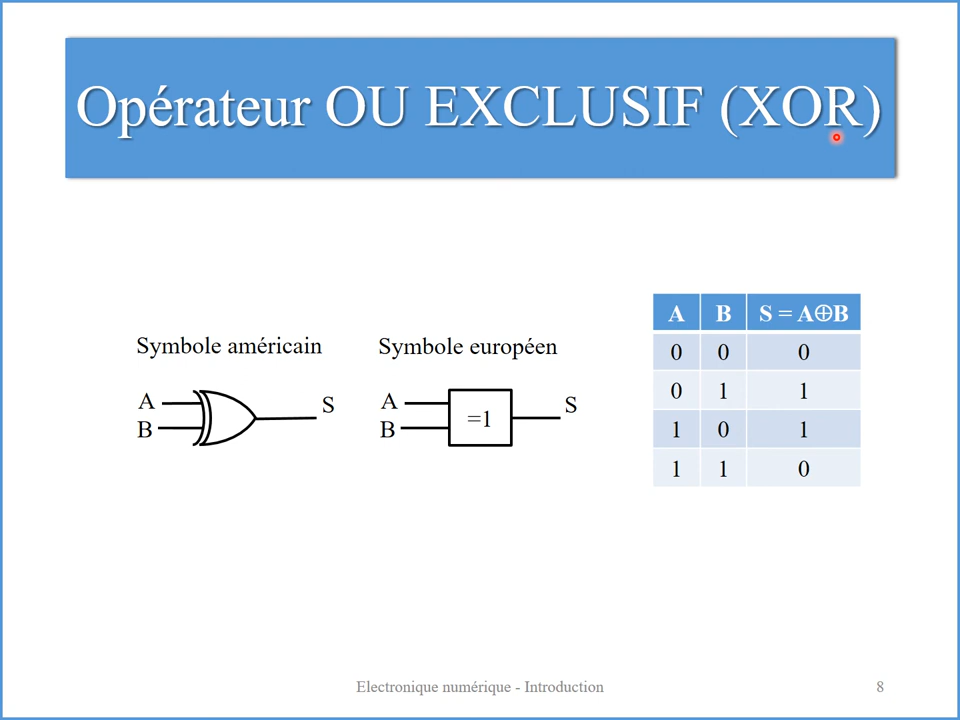 Opérateur OU EXCLUSIF (XOR)
Symbole américain
A
B
S
Symbole européen
A
B
=1
S
A B S = A⊕B
0 0 0
0 1 1
1 0 1
1 1 0
Electronique numérique - Introduction
8